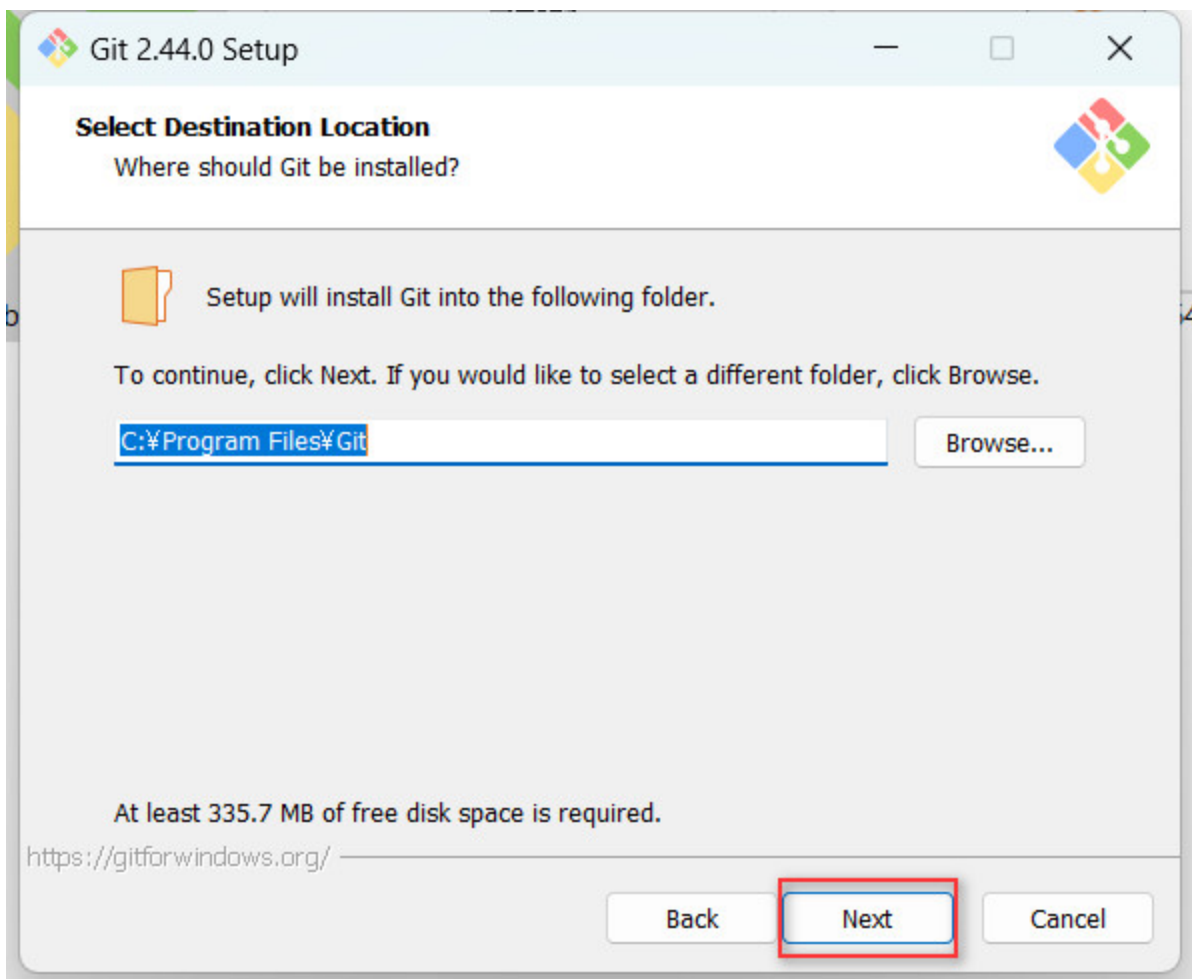 Git 2.44.0 Setup
Select Destination Location
Where should Git be installed?
Setup will install Git into the following folder.
To continue, click Next. If you would like to select a different folder, click Browse.
C:¥Program Files¥Git
Browse...
At least 335.7 MB of free disk space is required.
https://gitforwindows.org/
Back
Next
Cancel